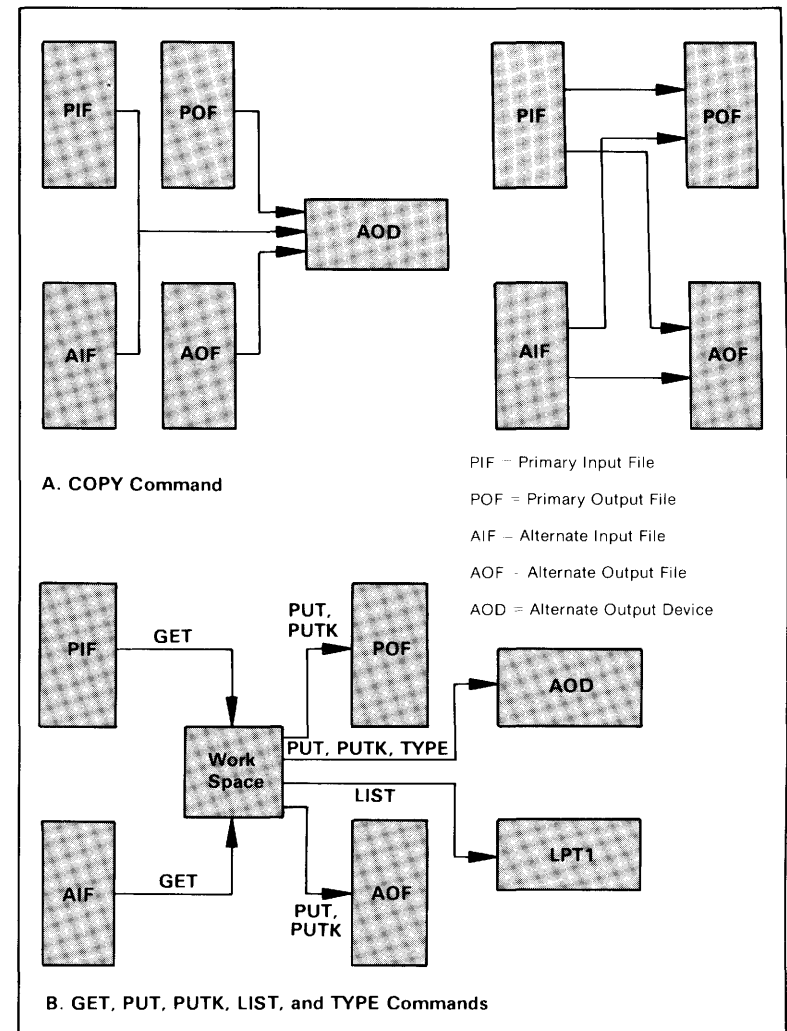 PIF
POF
PIF
POF
AOD
AIF
AOF
AIF
AOF
A. COPY Command
PIF = Primary Input File
POF = Primary Output File
AIF – Alternate Input File
AOF - Alternate Output File
AOD = Alternate Output Device
PIF
GET
PUT,
PUTK
POF
AOD
Work
Space
PUT, PUTK, TYPE
LIST
LPT1
AIF
GET
PUT,
PUTK
AOF
B. GET, PUT, PUTK, LIST, and TYPE Commands